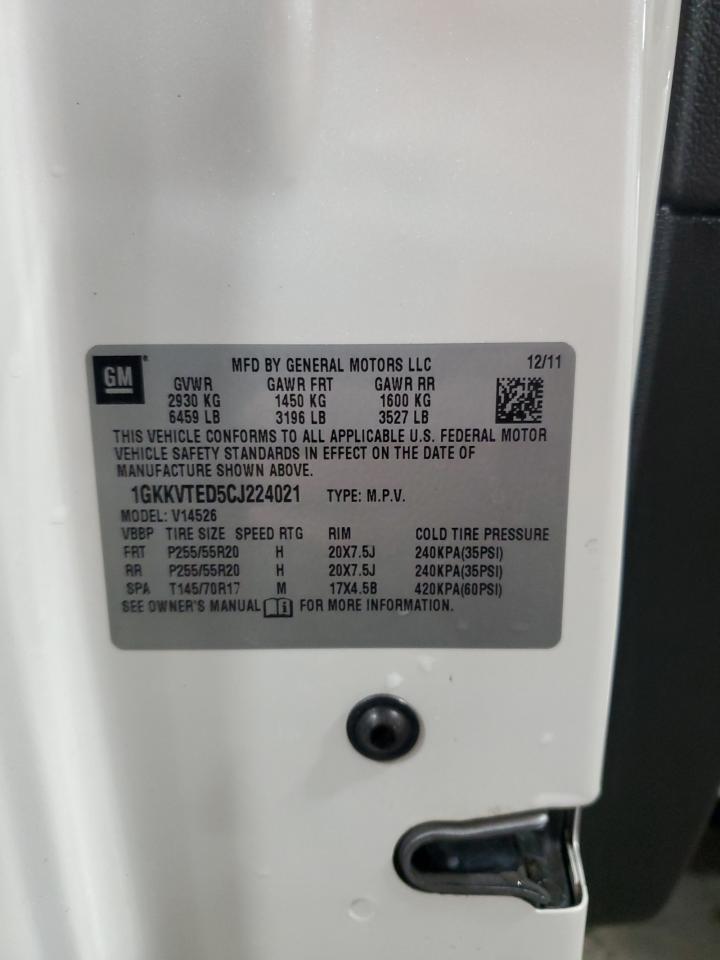 GM
MFD BY GENERAL MOTORS LLC 12/11
GVWR GAWR FRT GAWR RR
2930 KG 1450 KG 1600 KG
6459 LB 3196 LB 3527 LB
THIS VEHICLE CONFORMS TO ALL APPLICABLE U.S. FEDERAL MOTOR
VEHICLE SAFETY STANDARDS IN EFFECT ON THE DATE OF
MANUFACTURE SHOWN ABOVE.
1GKKVTED5CJ224021 TYPE: M.P.V.
MODEL: V14526
VBBP TIRE SIZE SPEED RTG RIM COLD TIRE PRESSURE
FRT P255/55R20 H 20X7.5J 240KPA(35PSI)
RR P255/55R20 H 20X7.5J 240KPA(35PSI)
SPA T145/70R17 M 17X4.5B 420KPA(60PSI)
SEE OWNER'S MANUAL FOR MORE INFORMATION.